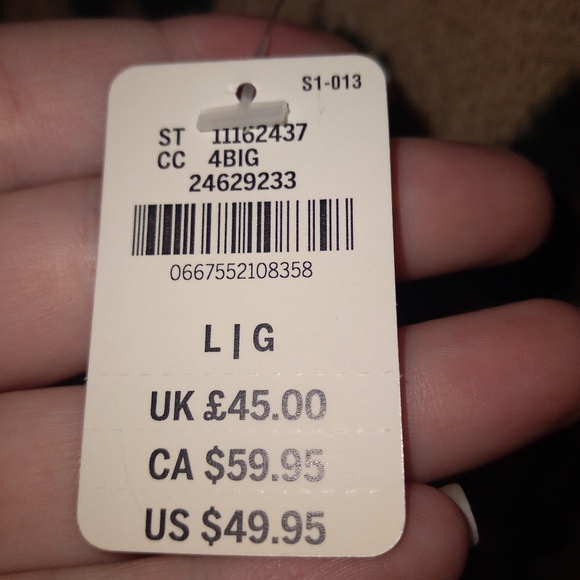 S1-013
ST 11162437
CC 4BIG
24629233
0667552108358
L|G
UK £45.00
CA $59.95
US $49.95